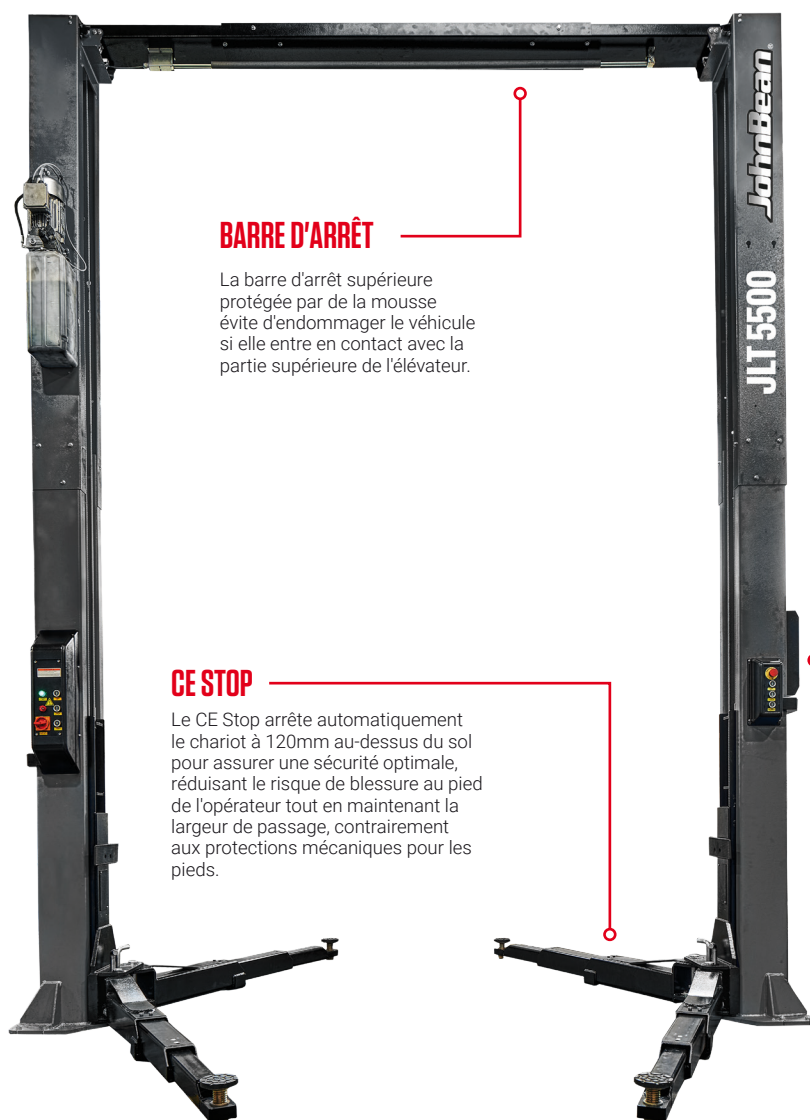 JohnBean
JLT 5500
BARRE D'ARRÊT
La barre d'arrêt supérieure
protégée par de la mousse
évite d'endommager le véhicule
si elle entre en contact avec la
partie supérieure de l'élévateur.
CE STOP
Le CE Stop arrête automatiquement
le chariot à 120mm au-dessus du sol
pour assurer une sécurité optimale,
réduisant le risque de blessure au pied
de l'opérateur tout en maintenant la
largeur de passage, contrairement
aux protections mécaniques pour les
pieds.